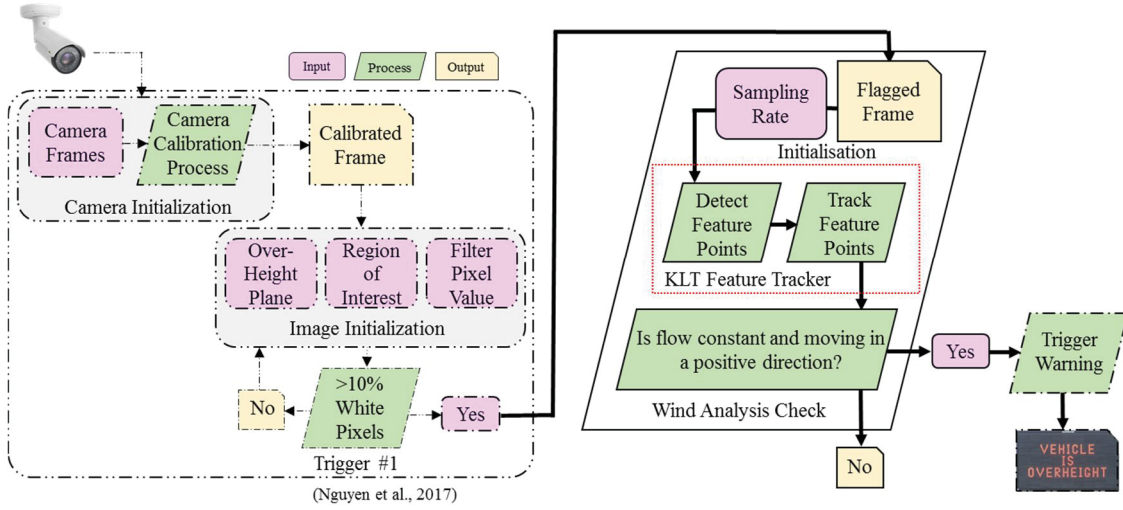 Input
Process
Output
Camera
Frames
Camera
Calibration
Process
Calibrated
Frame
Camera Initialization
Over-
Height
Plane
Region
of
Interest
Filter
Pixel
Value
Image Initialization
No
>10%
White
Pixels
Yes
Trigger #1
(Nguyen et al., 2017)
Sampling
Rate
Flagged
Frame
Initialisation
Detect
Feature
Points
Track
Feature
Points
KLT Feature Tracker
Is flow constant and moving in
a positive direction?
Wind Analysis Check
Yes
No
Trigger
Warning
VEHICLE
IS
OVERHEIGHT